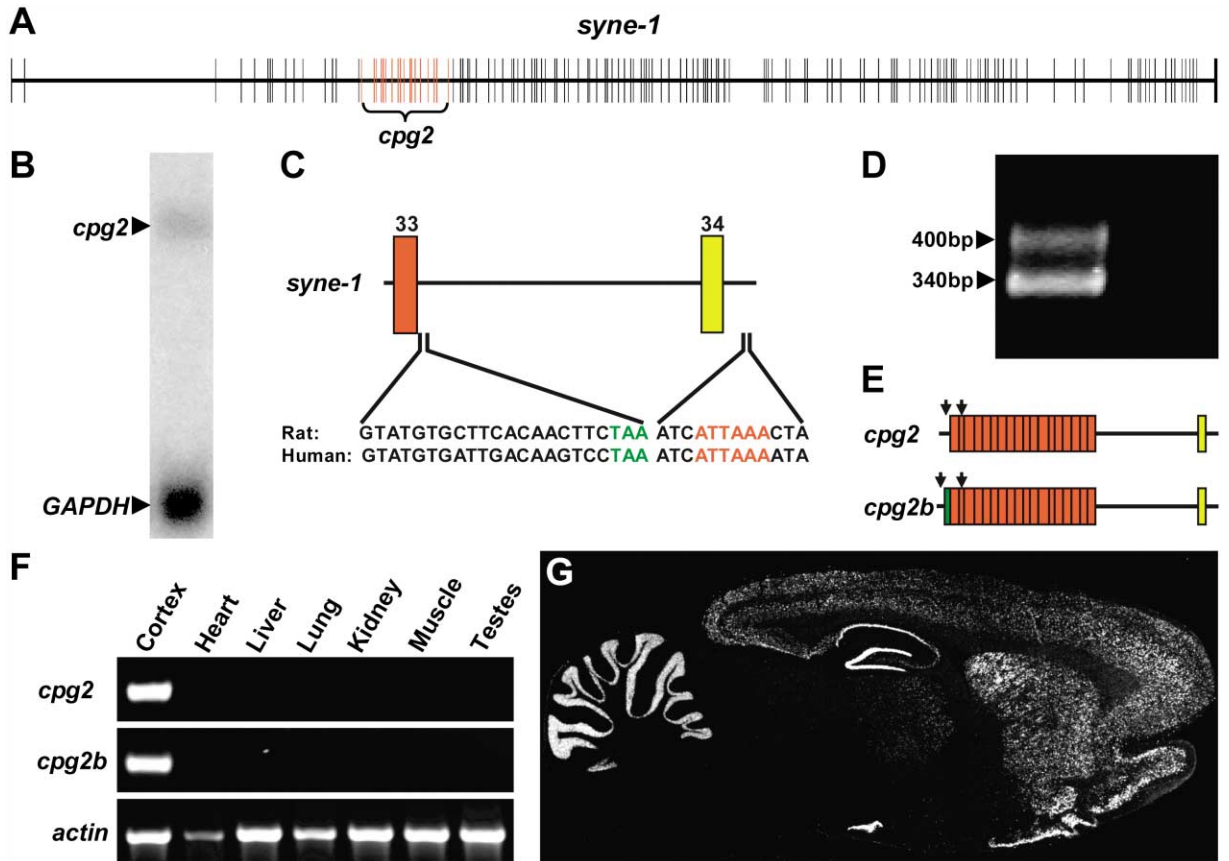 A
syne-1
cpg2
B
cpg2
GAPDH
C
33
34
syne-1
Rat: GTATGTGCTTCACAACTTCTAA ATCATTAAACTA
Human: GTATGTGATTGACAAGTCCTAA ATCATTAAAATA
D
400bp
340bp
E
cpg2
cpg2b
F
Cortex
Heart
Liver
Lung
Kidney
Muscle
Testes
cpg2
cpg2b
actin
G